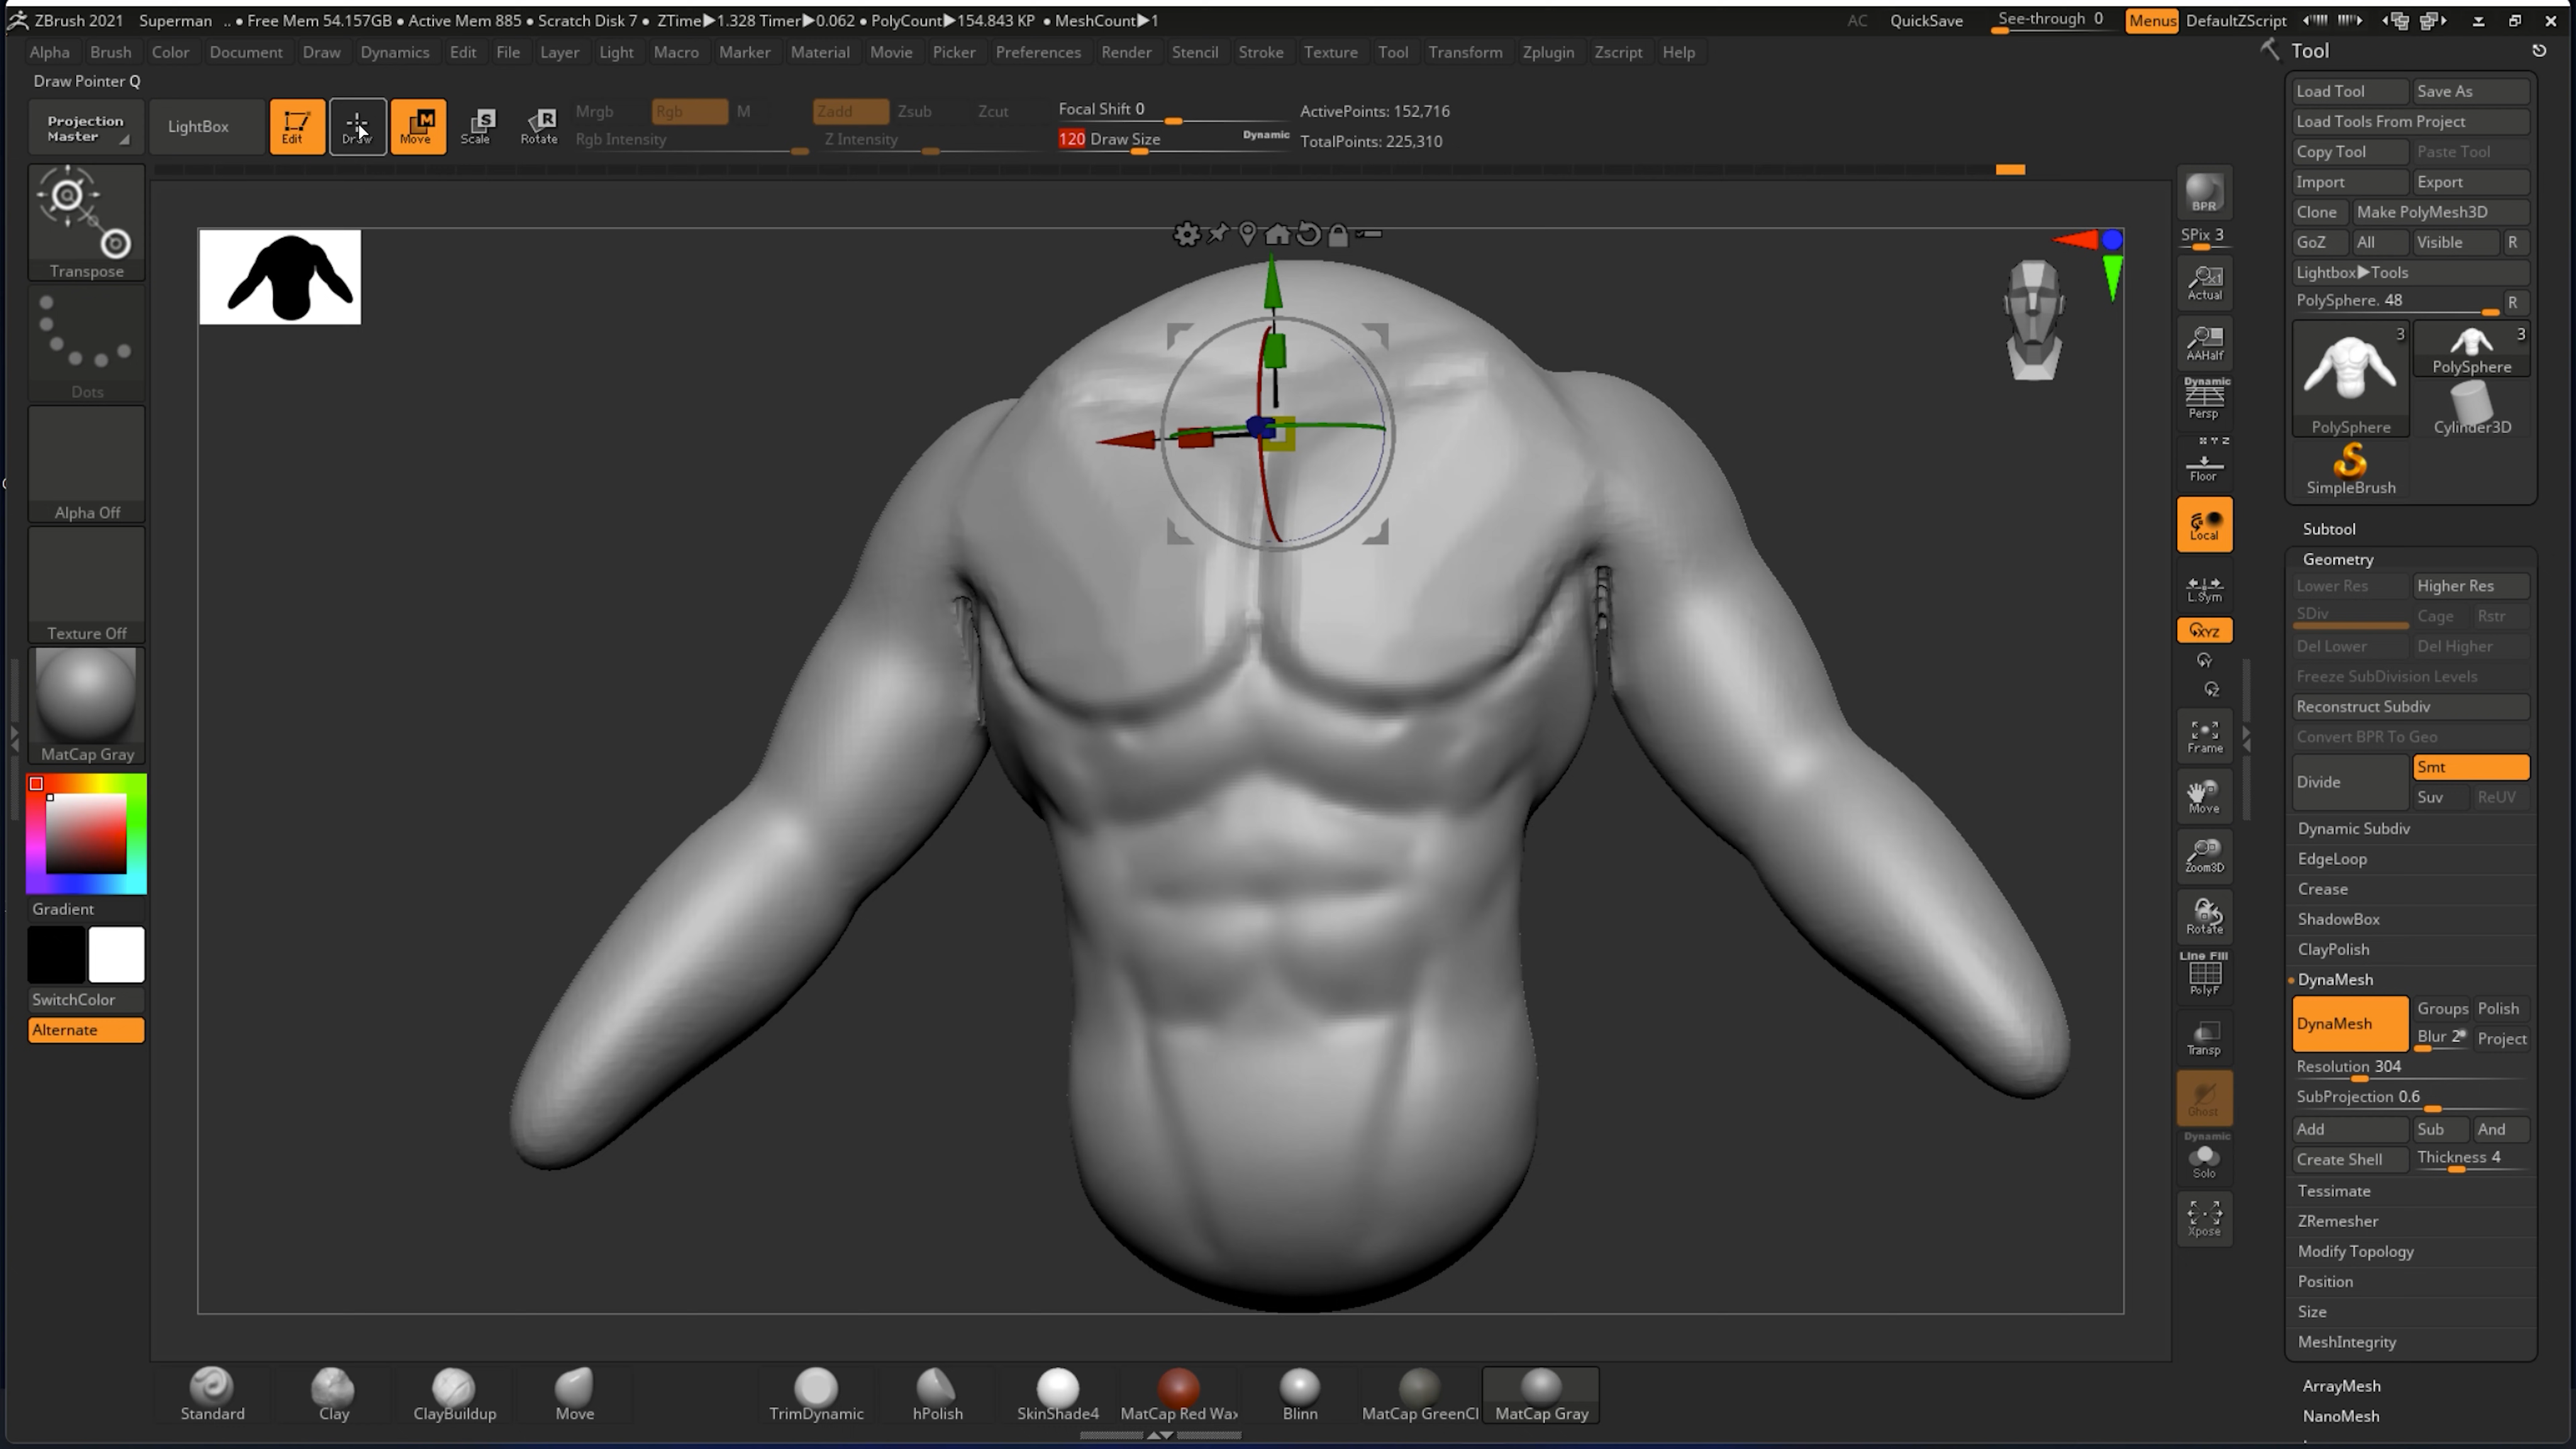 ZBrush 2021 Superman .. • Free Mem 54.157GB • Active Mem 885 • Scratch Disk 7 • ZTime▶1.328 Timer▶0.062 • PolyCount▶154.843 KP • MeshCount▶1 AC QuickSave See-through 0 Menus DefaultZScript
Alpha Brush Color Document Draw Dynamics Edit File Layer Light Macro Marker Material Movie Picker Preferences Render Stencil Stroke Texture Tool Transform Zplugin Zscript Help
Draw Pointer Q
Projection Master
LightBox
Edit
Draw
M
Move
S
Scale
R
Rotate
Mrgb Rgb M
Rgb Intensity
Zadd Zsub Zcut
Z Intensity
Focal Shift 0
120 Draw Size
Dynamic
ActivePoints: 152,716
TotalPoints: 225,310
Transpose
Dots
Alpha Off
Texture Off
MatCap Gray
Gradient
SwitchColor
Alternate
BPR
SPix 3
x1
Actual
AAHalf
Dynamic
Persp
X Y Z
Floor
Local
L.Sym
XYZ
Y
Z
Frame
Move
Zoom3D
Rotate
Line Fill
PolyF
Transp
Ghost
Dynamic
Solo
Xpose
Tool
Load Tool Save As
Load Tools From Project
Copy Tool Paste Tool
Import Export
Clone Make PolyMesh3D
GoZ All Visible R
Lightbox▶Tools
PolySphere. 48 R
3 3
PolySphere
PolySphere Cylinder3D
SimpleBrush
Subtool
Geometry
Lower Res Higher Res
SDiv Cage Rstr
Del Lower Del Higher
Freeze SubDivision Levels
Reconstruct Subdiv
Convert BPR To Geo
Divide Smt
Suv ReUV
Dynamic Subdiv
EdgeLoop
Crease
ShadowBox
ClayPolish
DynaMesh
DynaMesh Groups Polish
Blur 2 Project
Resolution 304
SubProjection 0.6
Add Sub And
Create Shell Thickness 4
Tessimate
ZRemesher
Modify Topology
Position
Size
MeshIntegrity
ArrayMesh
NanoMesh
Standard Clay ClayBuildup Move TrimDynamic hPolish SkinShade4 MatCap Red Wax Blinn MatCap GreenCl MatCap Gray